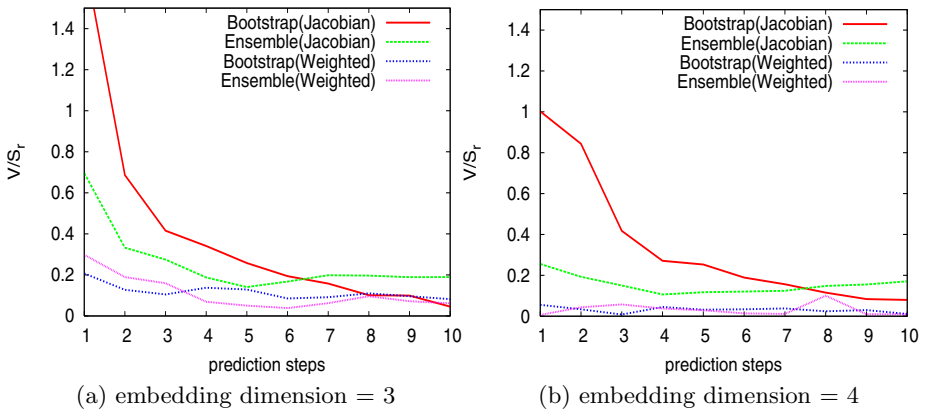 Bootstrap(Jacobian)
Ensemble(Jacobian)
Bootstrap(Weighted)
Ensemble(Weighted)
1.4
1.2
1
0.8
0.6
0.4
0.2
0
V/Sr
1 2 3 4 5 6 7 8 9 10
prediction steps
(a) embedding dimension = 3
Bootstrap(Jacobian)
Ensemble(Jacobian)
Bootstrap(Weighted)
Ensemble(Weighted)
1.4
1.2
1
0.8
0.6
0.4
0.2
0
V/Sr
1 2 3 4 5 6 7 8 9 10
prediction steps
(b) embedding dimension = 4